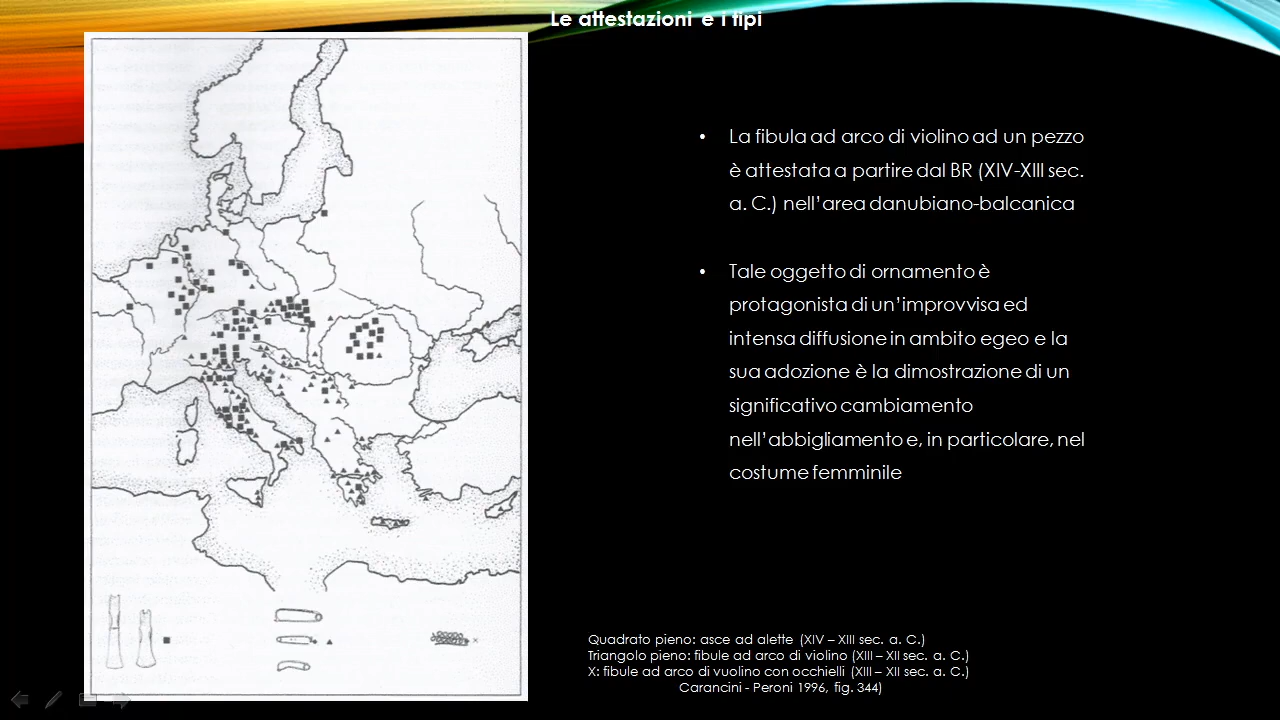 Le attestazioni e i tipi
• La fibula ad arco di violino ad un pezzo
è attestata a partire dal BR (XIV-XIII sec.
a. C.) nell'area danubiano-balcanica
• Tale oggetto di ornamento è
protagonista di un'improvvisa ed
intensa diffusione in ambito egeo e la
sua adozione è la dimostrazione di un
significativo cambiamento
nell'abbigliamento e, in particolare, nel
costume femminile
Quadrato pieno: asce ad alette (XIV – XIII sec. a. C.)
Triangolo pieno: fibule ad arco di violino (XIII – XII sec. a. C.)
X: fibule ad arco di vuolino con occhielli (XIII – XII sec. a. C.)
Carancini - Peroni 1996, fig. 344)